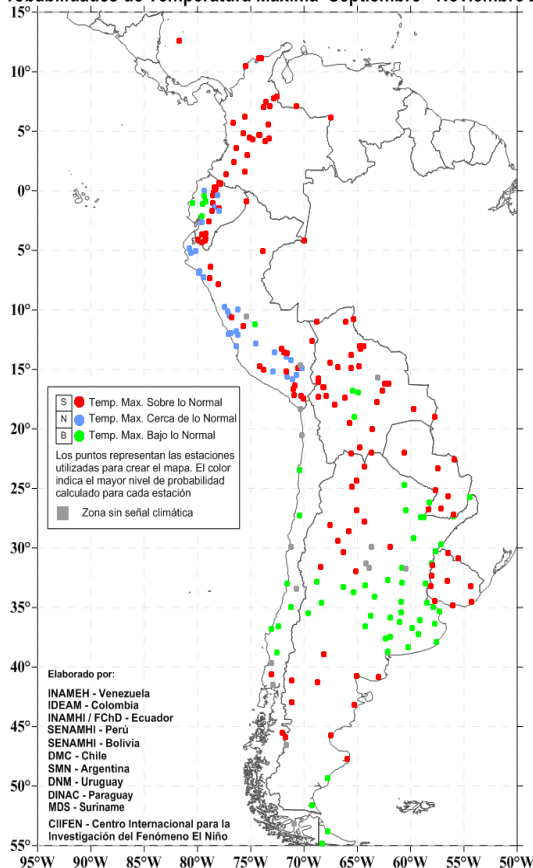 Probabilidades de Temperatura Máxima Septiembre - Noviembre
15°
10°
5°
0°
5°
10°
15°
20°
25°
30°
35°
40°
45°
50°
55°
95°W 90°W 85°W 80°W 75°W 70°W 65°W 60°W 55°W 50°W
S Temp. Max. Sobre lo Normal
N Temp. Max. Cerca de lo Normal
B Temp. Max. Bajo lo Normal
Los puntos representan las estaciones
utilizadas para crear el mapa. El color
indica el mayor nivel de probabilidad
calculado para cada estación
Zona sin señal climática
Elaborado por:
INAMEH - Venezuela
IDEAM - Colombia
INAMHI / FChD - Ecuador
SENAMHI - Perú
SENAMHI - Bolivia
DMC - Chile
SMN - Argentina
DNM - Uruguay
DINAC - Paraguay
MDS - Suriname
CIIFEN - Centro Internacional para la
Investigación del Fenómeno El Niño